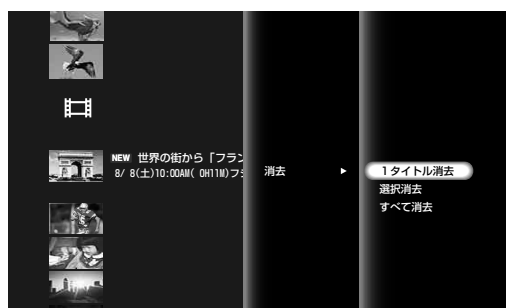 NEW 世界の街から「フラン
8/ 8(土)10:00AM( 0H11M)フ
消去 ▶
1タイトル消去
選択消去
すべて消去